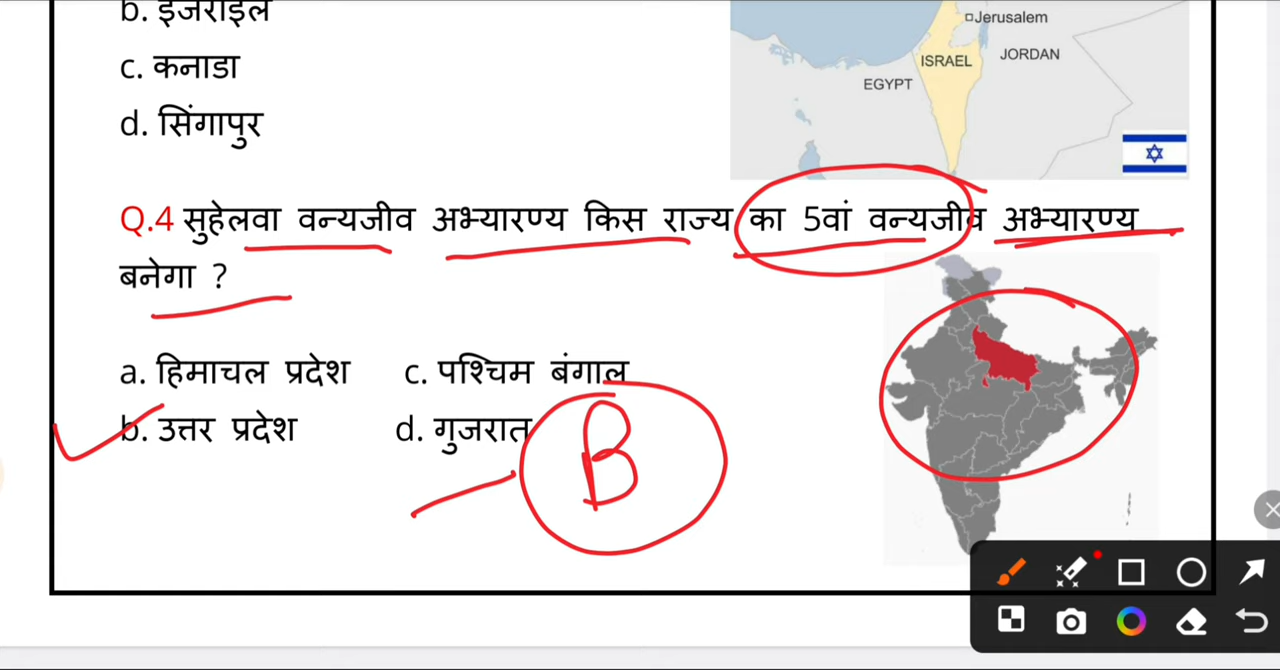 b. इजराइल
c. कनाडा
d. सिंगापुर
Jerusalem
ISRAEL
JORDAN
EGYPT
Q.4 सुहेलवा वन्यजीव अभ्यारण्य किस राज्य का 5वां वन्यजीव अभ्यारण्य
बनेगा ?
a. हिमाचल प्रदेश c. पश्चिम बंगाल
b. उत्तर प्रदेश d. गुजरात
B